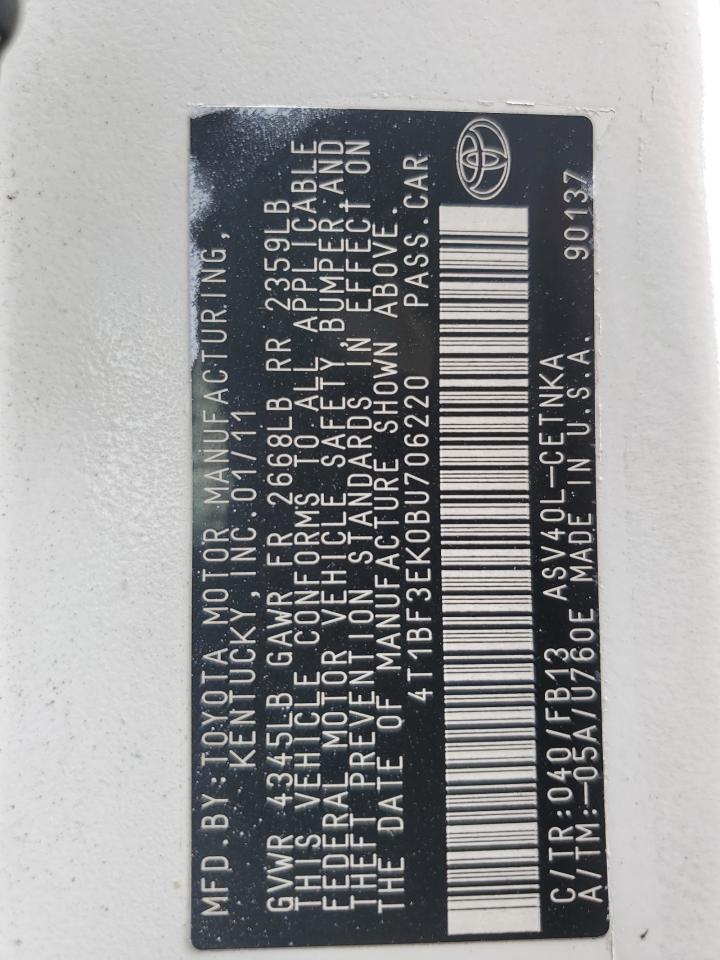 MFD.BY:TOYOTA MOTOR MANUFACTURING,
KENTUCKY, INC.01/11
GVWR 4345LB GAWR FR 2668LB RR 2359LB
THIS VEHICLE CONFORMS TO ALL APPLICABLE
FEDERAL MOTOR VEHICLE SAFETY, BUMPER AND
THEFT PREVENTION STANDARDS IN EFFECT ON
THE DATE OF MANUFACTURE SHOWN ABOVE.
4T1BF3EK0BU706220 PASS.CAR
C/TR:040/FB13 ASV40L-CETNKA
A/TM:-05A/U760E MADE IN U.S.A. 90137